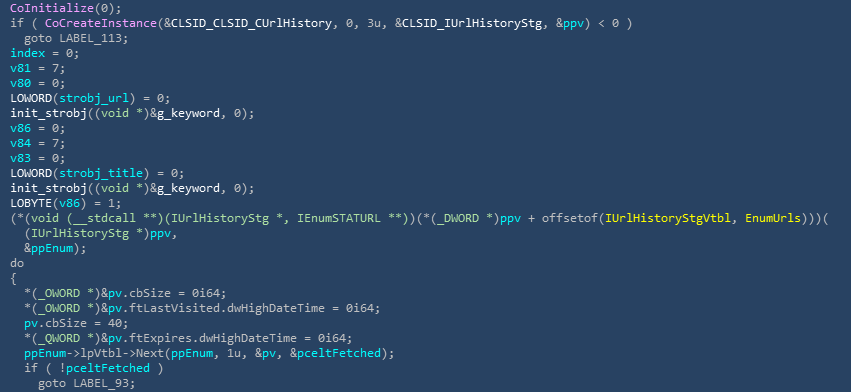 CoInitialize(0);
if ( CoCreateInstance(&CLSID_CLSID_CUrlHistory, 0, 3u, &CLSID_IUrlHistoryStg, &ppv) < 0 )
  goto LABEL_113;
index = 0;
v81 = 7;
v80 = 0;
LOWORD(strobj_url) = 0;
init_strobj((void *)&g_keyword, 0);
v86 = 0;
v84 = 7;
v83 = 0;
LOWORD(strobj_title) = 0;
init_strobj((void *)&g_keyword, 0);
LOBYTE(v86) = 1;
(*(void (__stdcall **)(IUrlHistoryStg *, IEnumSTATURL **))(*(_DWORD *)ppv + offsetof(IUrlHistoryStgVtbl, EnumUrls)))(
  (IUrlHistoryStg *)ppv,
  &ppEnum);
do
{
  *(_OWORD *)&pv.cbSize = 0i64;
  *(_OWORD *)&pv.ftLastVisited.dwHighDateTime = 0i64;
  pv.cbSize = 40;
  *(_QWORD *)&pv.ftExpires.dwHighDateTime = 0i64;
  ppEnum->lpVtbl->Next(ppEnum, 1u, &pv, &pceltFetched);
  if ( !pceltFetched )
    goto LABEL_93;